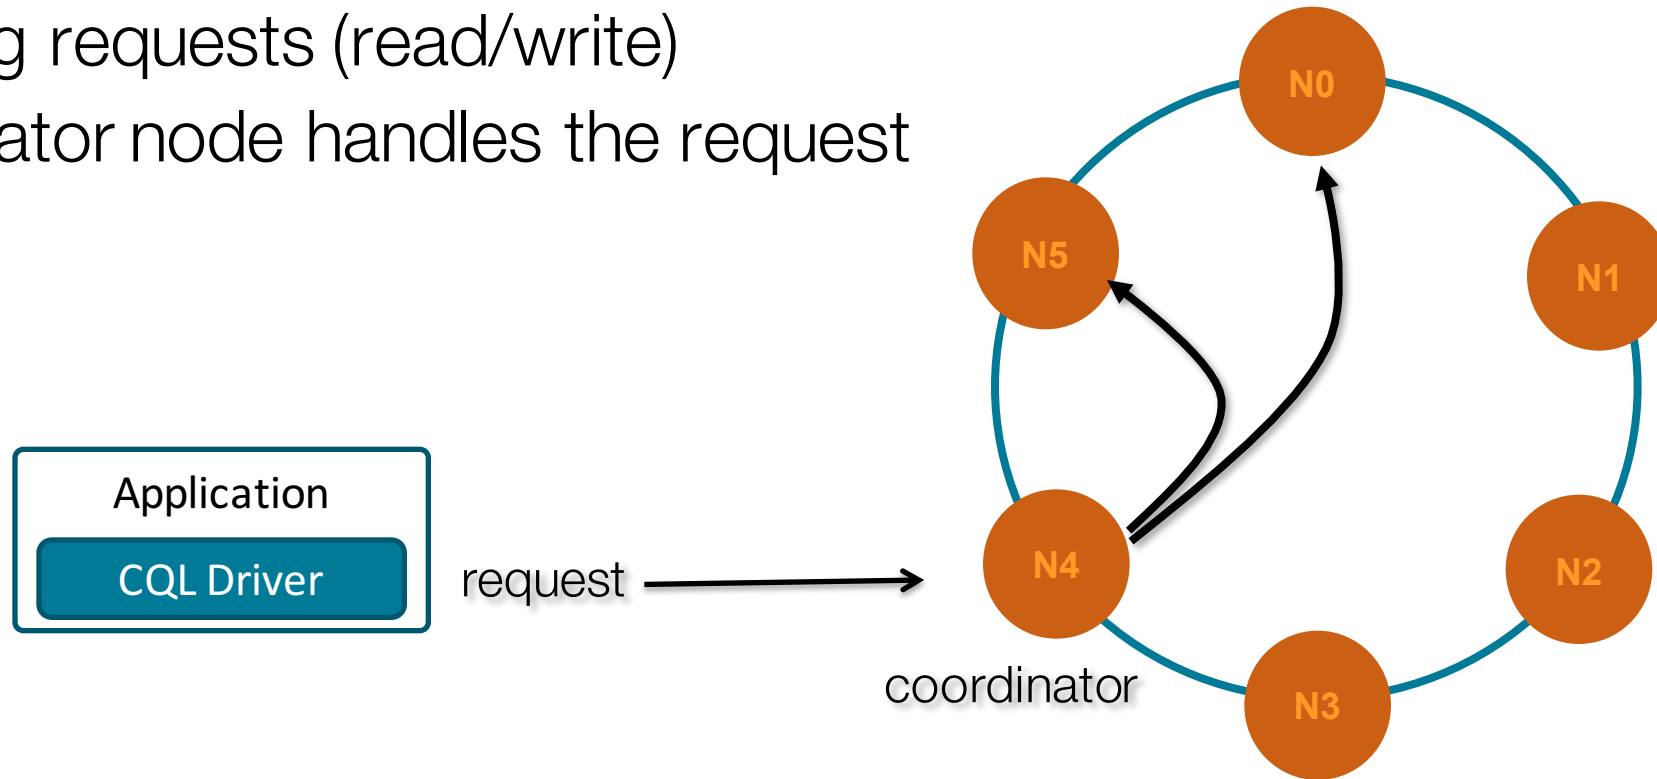 g requests (read/write)
ator node handles the request
N0
N5
N1
Application
CQL Driver
request
N4
N2
coordinator
N3